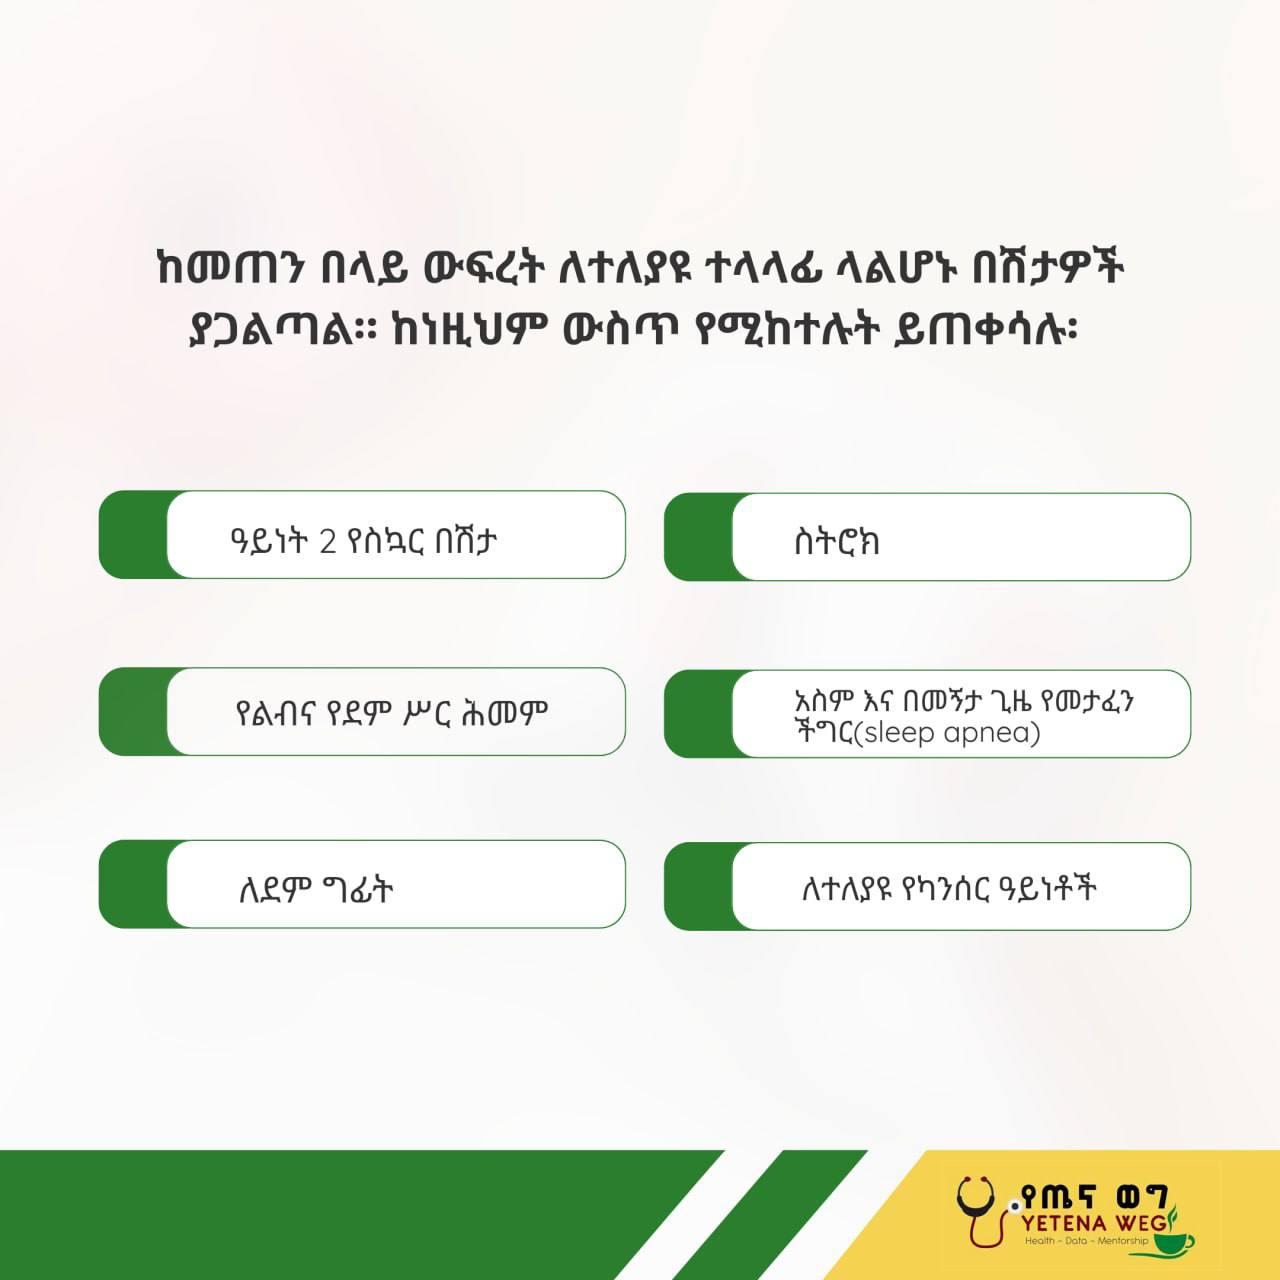 ከመጠን በላይ ውፍረት ለተለያዩ ተላላፊ ላልሆኑ በሽታዎች
ያጋልጣል። ከነዚህም ውስጥ የሚከተሉት ይጠቀሳሉ፡
ዓይነት 2 የስኳር በሽታ
ስትሮክ
የልብና የደም ሥር ሕመም
አስም እና በመኝታ ጊዜ የመታፈን
ችግር(sleep apnea)
ለደም ግፊት
ለተለያዩ የካንሰር ዓይነቶች
የጤና ወግ
YETENA WEG
Health - Data - Mentorship